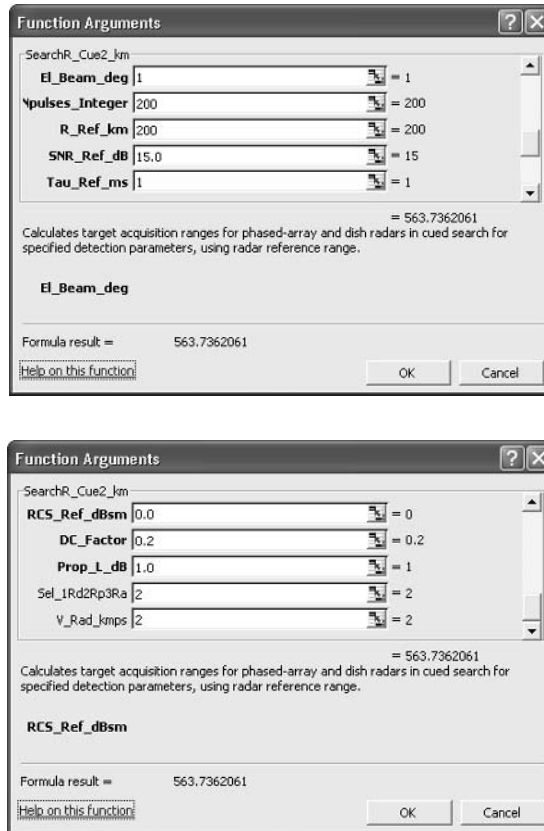 Function Arguments
SearchR_Cue2_km
El_Beam_deg 1 = 1
Npulses_Integer 200 = 200
R_Ref_km 200 = 200
SNR_Ref_dB 15.0 = 15
Tau_Ref_ms 1 = 1
= 563.7362061
Calculates target acquisition ranges for phased-array and dish radars in cued search for
specified detection parameters, using radar reference range.
El_Beam_deg
Formula result = 563.7362061
Help on this function OK Cancel
Function Arguments
SearchR_Cue2_km
RCS_Ref_dBsm 0.0 = 0
DC_Factor 0.2 = 0.2
Prop_L_dB 1.0 = 1
Sel_1Rd2Rp3Ra 2 = 2
V_Rad_kmps 2 = 2
= 563.7362061
Calculates target acquisition ranges for phased-array and dish radars in cued search for
specified detection parameters, using radar reference range.
RCS_Ref_dBsm
Formula result = 563.7362061
Help on this function OK Cancel